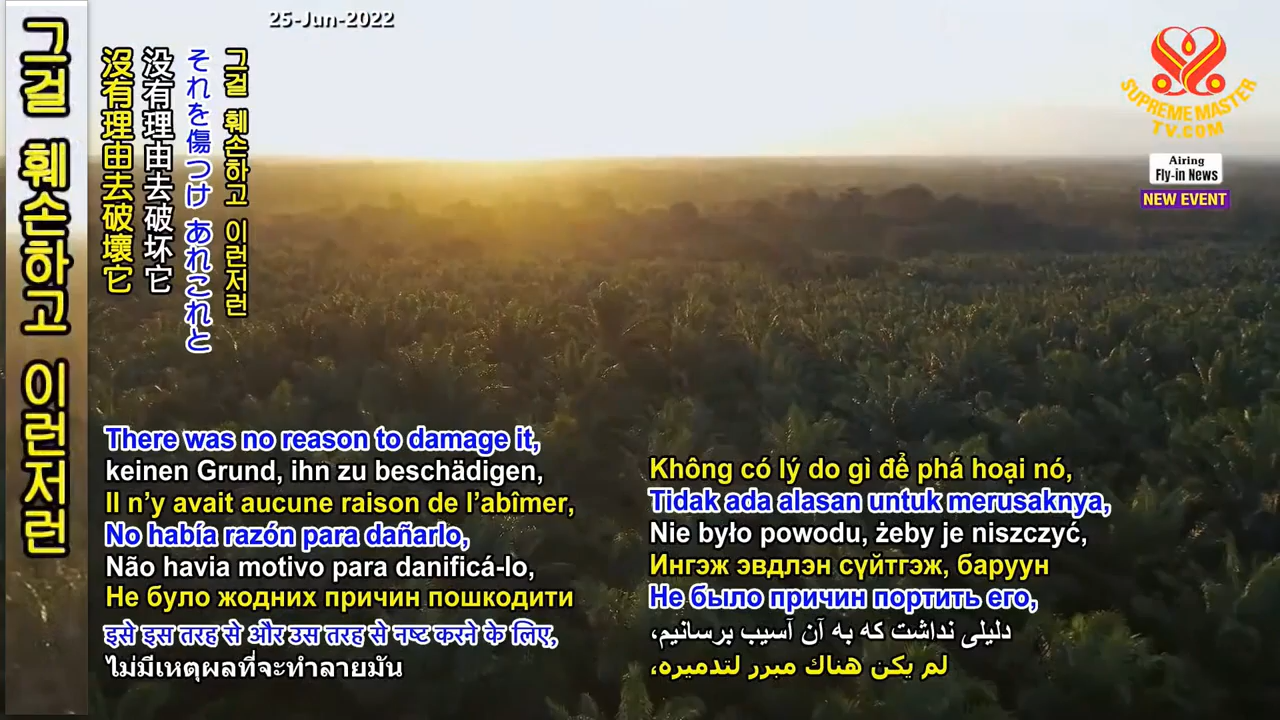 25-Jun-2022
그걸 훼손하고 이런저런
沒有理由去破壞它
没有理由去破坏它
それを傷つけ あれこれと
그걸 훼손하고 이런저런
SUPREME MASTER
TV.COM
Airing
Fly-in News
NEW EVENT
There was no reason to damage it,
keinen Grund, ihn zu beschädigen,
Il n’y avait aucune raison de l’abîmer,
No había razón para dañarlo,
Não havia motivo para danificá-lo,
Не було жодних причин пошкодити
इसे इस तरह से और उस तरह से नष्ट करने के लिए,
ไม่มีเหตุผลที่จะทำลายมัน
Không có lý do gì để phá hoại nó,
Tidak ada alasan untuk merusaknya,
Nie było powodu, żeby je niszczyć,
Ингэж эвдлэн сүйтгэж, баруун
Не было причин портить его,
دلیلی نداشت که به آن آسیب برسانیم،
لم يكن هناك مبرر لتدميره،